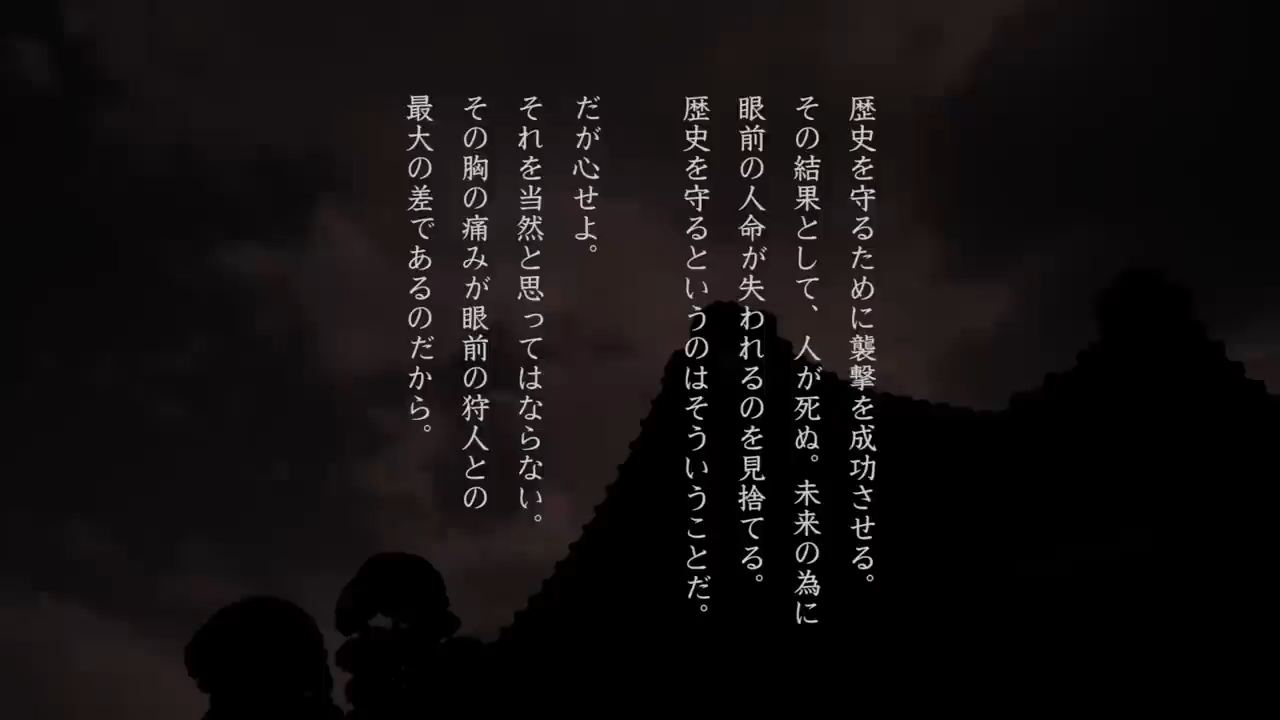 歴史を守るために襲撃を成功させる。
その結果として、人が死ぬ。未来の為に
眼前の人命が失われるのを見捨てる。
歴史を守るというのはそういうことだ。
だが心せよ。
それを当然と思ってはならない。
その胸の痛みが眼前の狩人との
最大の差であるのだから。